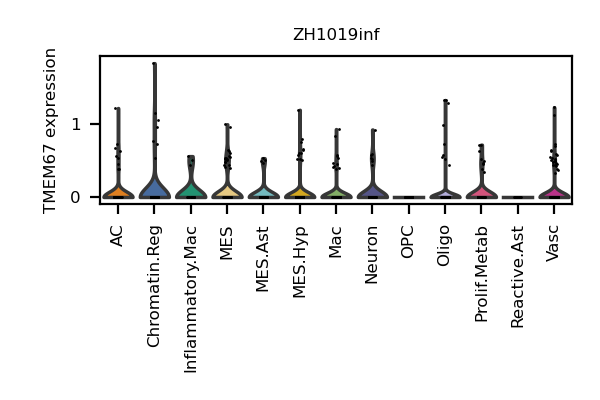 ZH1019inf
TMEM67 expression
1
0
AC
Chromatin.Reg
Inflammatory.Mac
MES
MES.Ast
MES.Hyp
Mac
Neuron
OPC
Oligo
Prolif.Metab
Reactive.Ast
Vasc